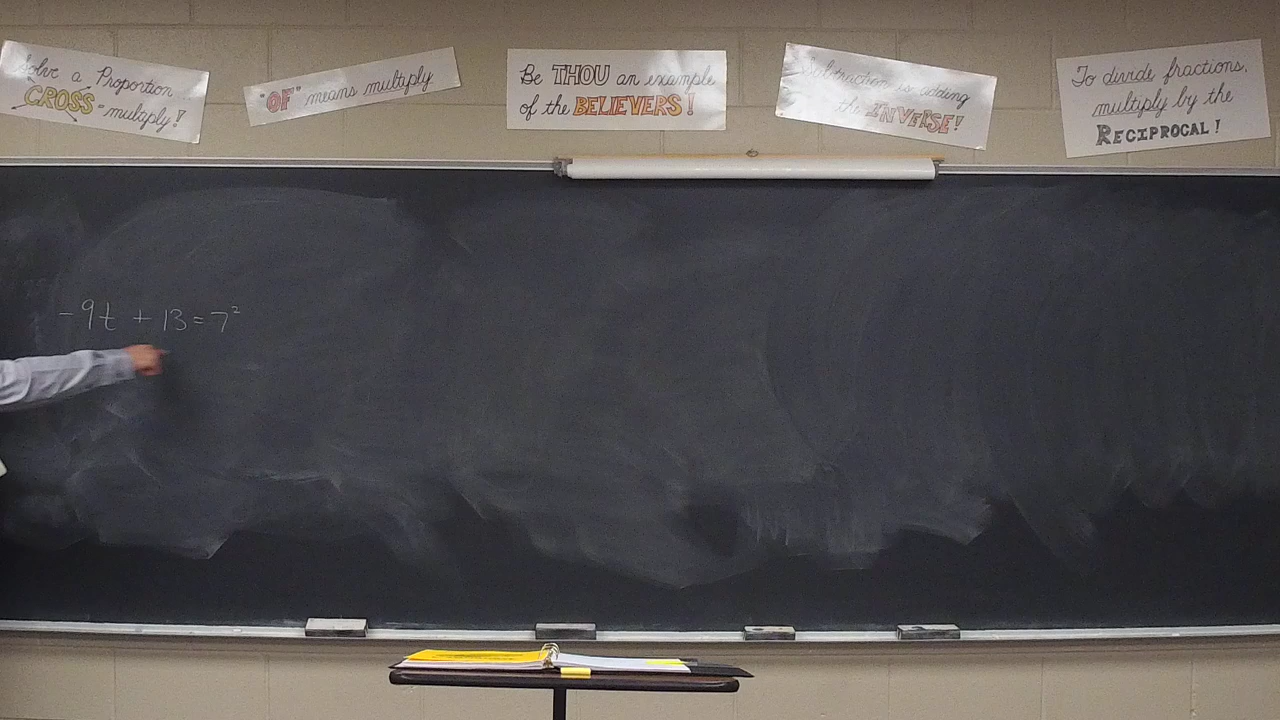 Solve a Proportion...
CROSS-multiply!
"OF" means multiply
Be THOU an example
of the BELIEVERS!
Subtraction is adding
the INVERSE!
To divide fractions,
multiply by the
RECIPROCAL!
-9t + 13 = 7²